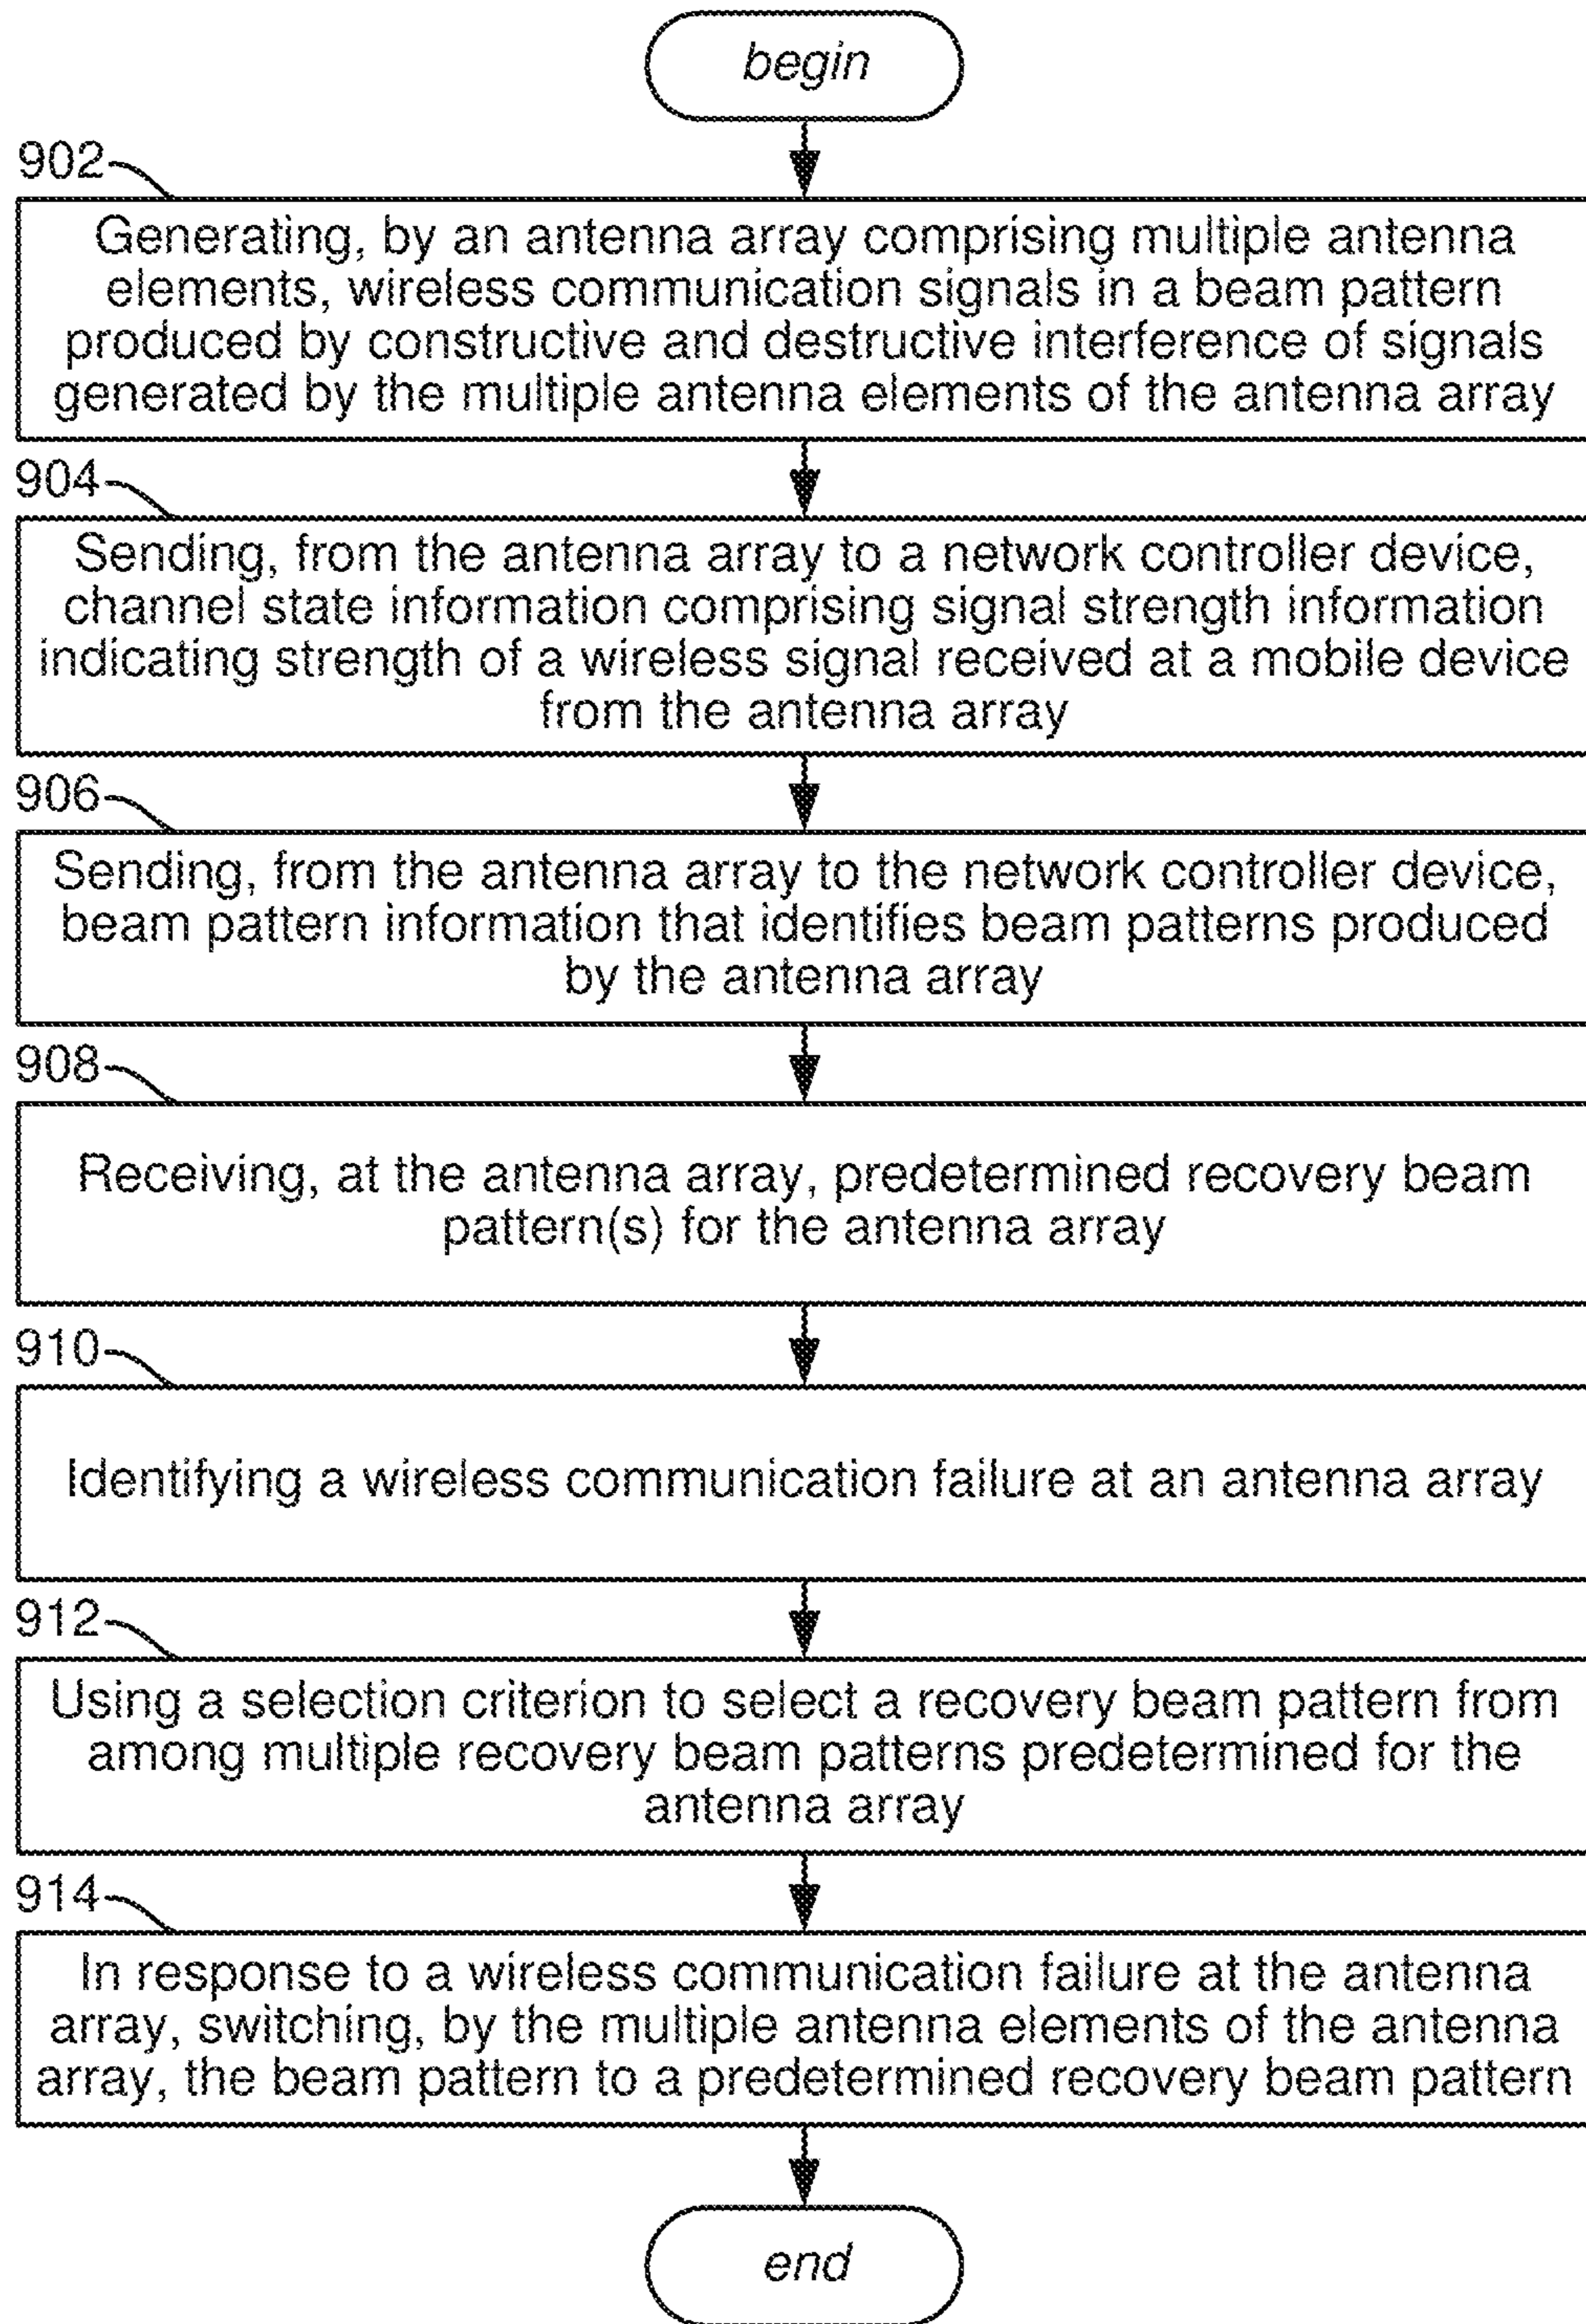 begin
902
Generating, by an antenna array comprising multiple antenna
elements, wireless communication signals in a beam pattern
produced by constructive and destructive interference of signals
generated by the multiple antenna elements of the antenna array
904
Sending, from the antenna array to a network controller device,
channel state information comprising signal strength information
indicating strength of a wireless signal received at a mobile device
from the antenna array
906
Sending, from the antenna array to the network controller device,
beam pattern information that identifies beam patterns produced
by the antenna array
908
Receiving, at the antenna array, predetermined recovery beam
pattern(s) for the antenna array
910
Identifying a wireless communication failure at an antenna array
912
Using a selection criterion to select a recovery beam pattern from
among multiple recovery beam patterns predetermined for the
antenna array
914
In response to a wireless communication failure at the antenna
array, switching, by the multiple antenna elements of the antenna
array, the beam pattern to a predetermined recovery beam pattern
end